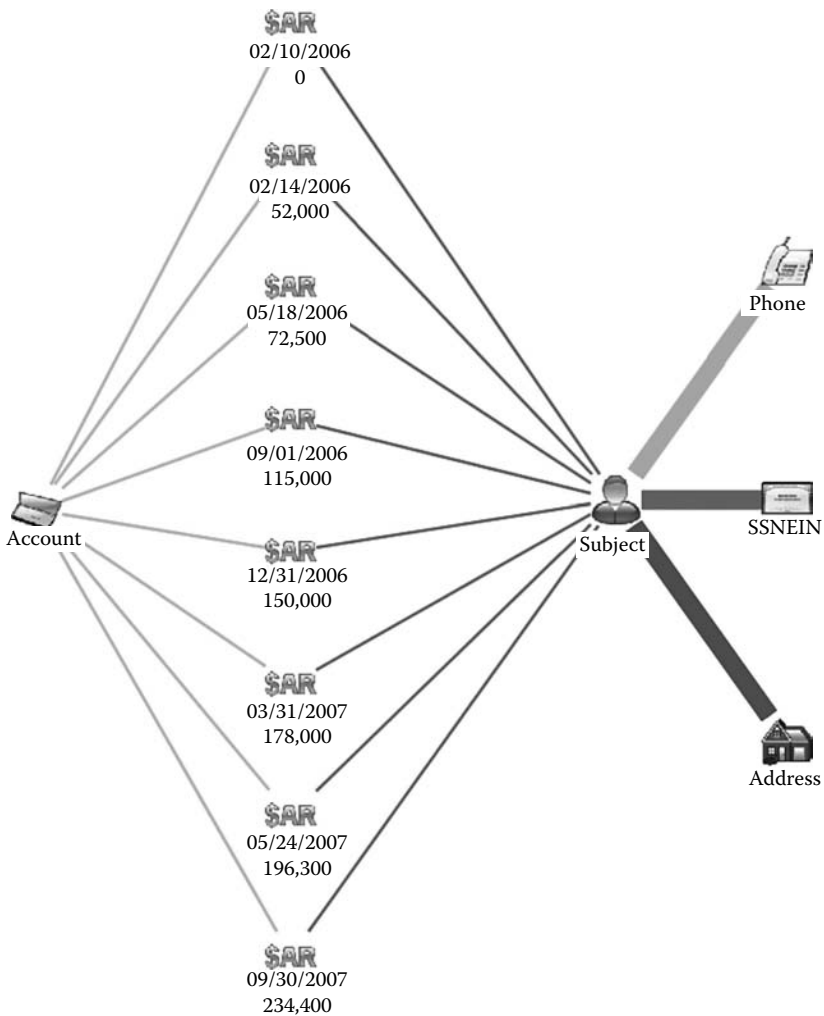 $AR
02/10/2006
0
$AR
02/14/2006
52,000
$AR
05/18/2006
72,500
$AR
09/01/2006
115,000
$AR
12/31/2006
150,000
$AR
03/31/2007
178,000
$AR
05/24/2007
196,300
$AR
09/30/2007
234,400
Account
Subject
Phone
SSNEIN
Address